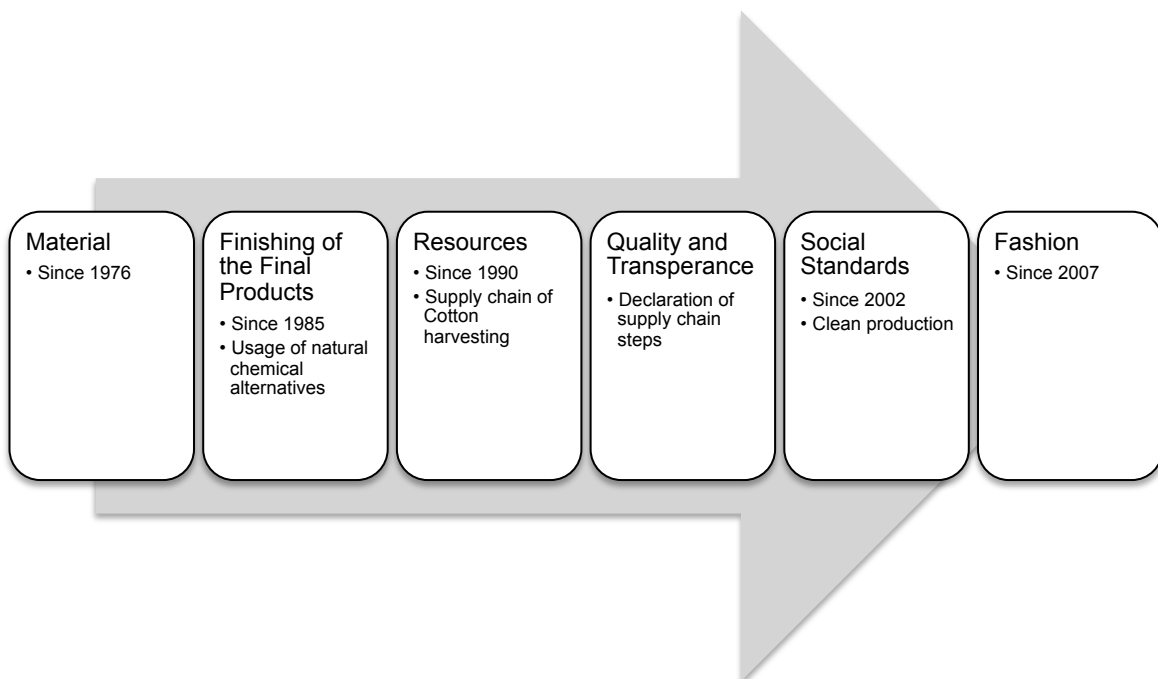 Material
• Since 1976
Finishing of
the Final
Products
• Since 1985
• Usage of natural
chemical
alternatives
Resources
• Since 1990
• Supply chain of
Cotton
harvesting
Quality and
Transperance
• Declaration of
supply chain
steps
Social
Standards
• Since 2002
• Clean production
Fashion
• Since 2007